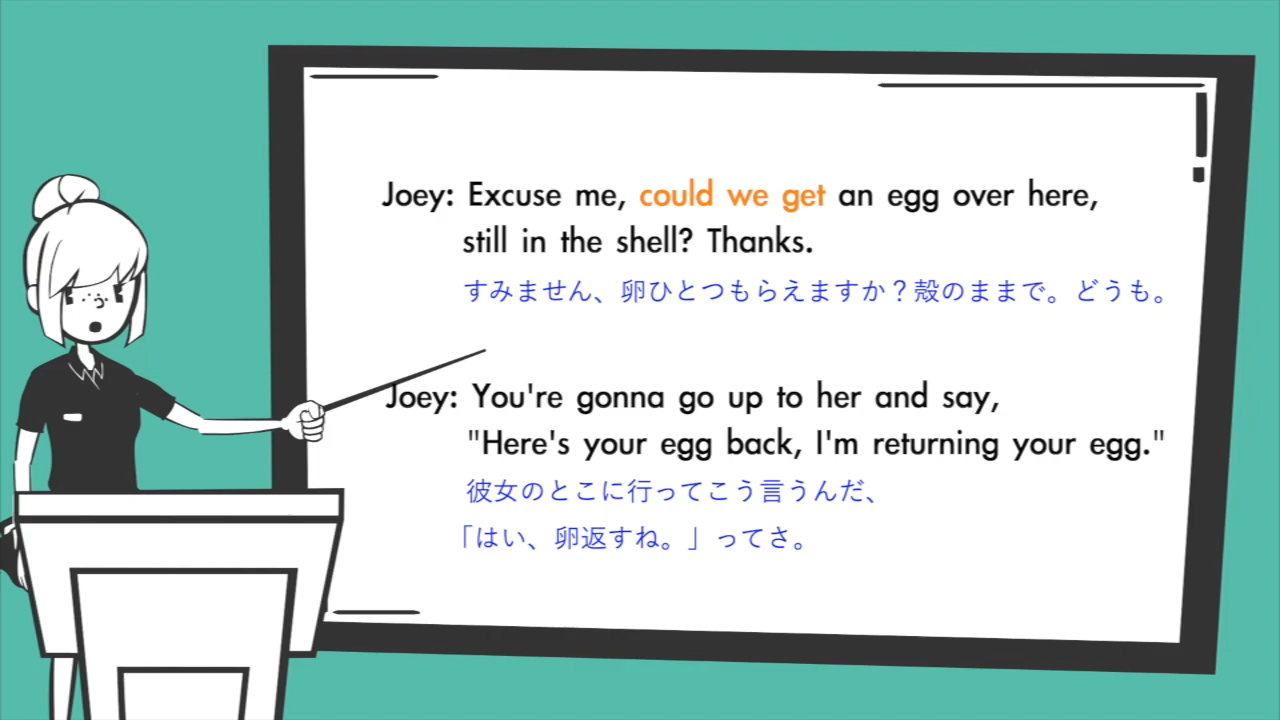 Joey: Excuse me, could we get an egg over here,
still in the shell? Thanks.
すみません、卵ひとつもらえますか？殻のままで。どうも。
Joey: You're gonna go up to her and say,
"Here's your egg back, I'm returning your egg."
彼女のとこに行ってこう言うんだ、
「はい、卵返すね。」ってさ。